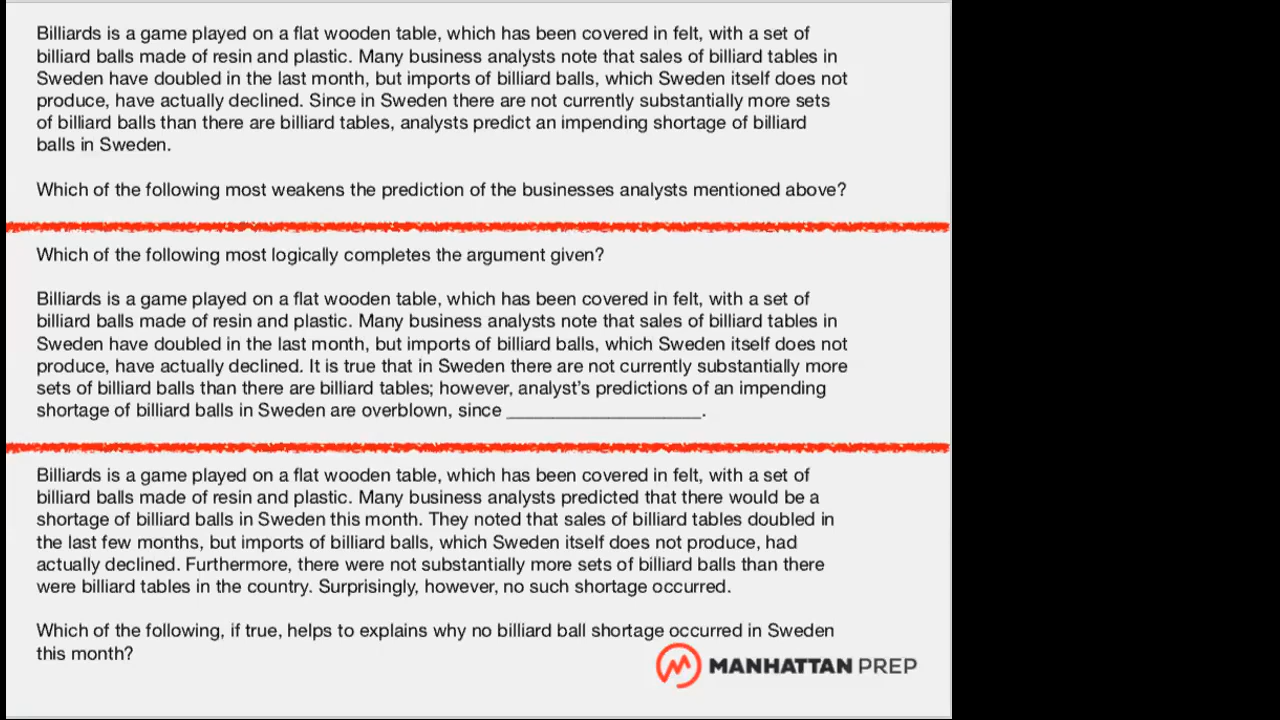 Billiards is a game played on a flat wooden table, which has been covered in felt, with a set of
billiard balls made of resin and plastic. Many business analysts note that sales of billiard tables in
Sweden have doubled in the last month, but imports of billiard balls, which Sweden itself does not
produce, have actually declined. Since in Sweden there are not currently substantially more sets
of billiard balls than there are billiard tables, analysts predict an impending shortage of billiard
balls in Sweden.
Which of the following most weakens the prediction of the businesses analysts mentioned above?
Which of the following most logically completes the argument given?
Billiards is a game played on a flat wooden table, which has been covered in felt, with a set of
billiard balls made of resin and plastic. Many business analysts note that sales of billiard tables in
Sweden have doubled in the last month, but imports of billiard balls, which Sweden itself does not
produce, have actually declined. It is true that in Sweden there are not currently substantially more
sets of billiard balls than there are billiard tables; however, analyst's predictions of an impending
shortage of billiard balls in Sweden are overblown, since ____________________.
Billiards is a game played on a flat wooden table, which has been covered in felt, with a set of
billiard balls made of resin and plastic. Many business analysts predicted that there would be a
shortage of billiard balls in Sweden this month. They noted that sales of billiard tables doubled in
the last few months, but imports of billiard balls, which Sweden itself does not produce, had
actually declined. Furthermore, there were not substantially more sets of billiard balls than there
were billiard tables in the country. Surprisingly, however, no such shortage occurred.
Which of the following, if true, helps to explains why no billiard ball shortage occurred in Sweden
this month?
MANHATTAN PREP